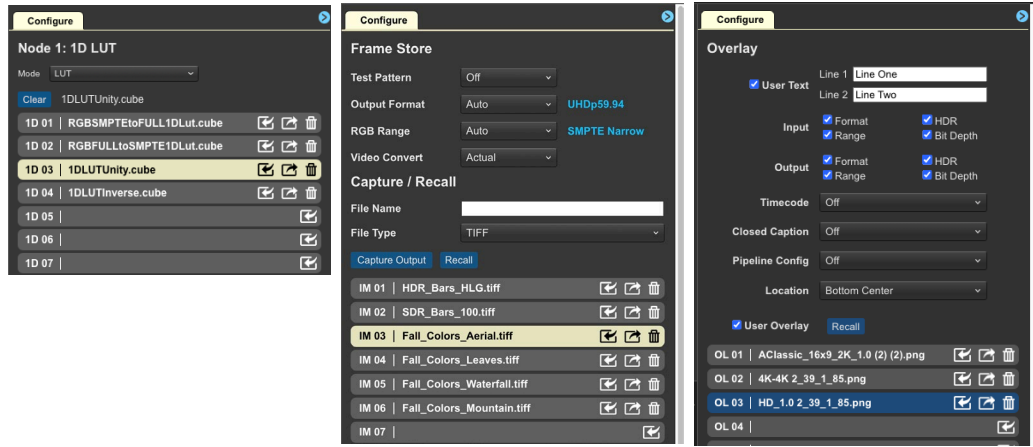 Configure
Node 1: 1D LUT
Mode LUT
Clear 1DLUTUnity.cube
1D 01 | RGBSMPTEtoFULL1DLut.cube
1D 02 | RGBFULLtoSMPTE1DLut.cube
1D 03 | 1DLUTUnity.cube
1D 04 | 1DLUTInverse.cube
1D 05 |
1D 06 |
1D 07 |
Configure
Frame Store
Test Pattern Off
Output Format Auto UHDp59.94
RGB Range Auto SMPTE Narrow
Video Convert Actual
Capture / Recall
File Name
File Type TIFF
Capture Output Recall
IM 01 | HDR_Bars_HLG.tiff
IM 02 | SDR_Bars_100.tiff
IM 03 | Fall_Colors_Aerial.tiff
IM 04 | Fall_Colors_Leaves.tiff
IM 05 | Fall_Colors_Waterfall.tiff
IM 06 | Fall_Colors_Mountain.tiff
IM 07 |
Configure
Overlay
User Text Line 1 Line One
Line 2 Line Two
Input Format HDR
Range Bit Depth
Output Format HDR
Range Bit Depth
Timecode Off
Closed Caption Off
Pipeline Config Off
Location Bottom Center
User Overlay Recall
OL 01 | AClassic_16x9_2K_1.0 (2) (2).png
OL 02 | 4K-4K 2_39_1_85.png
OL 03 | HD_1.0 2_39_1_85.png
OL 04 |